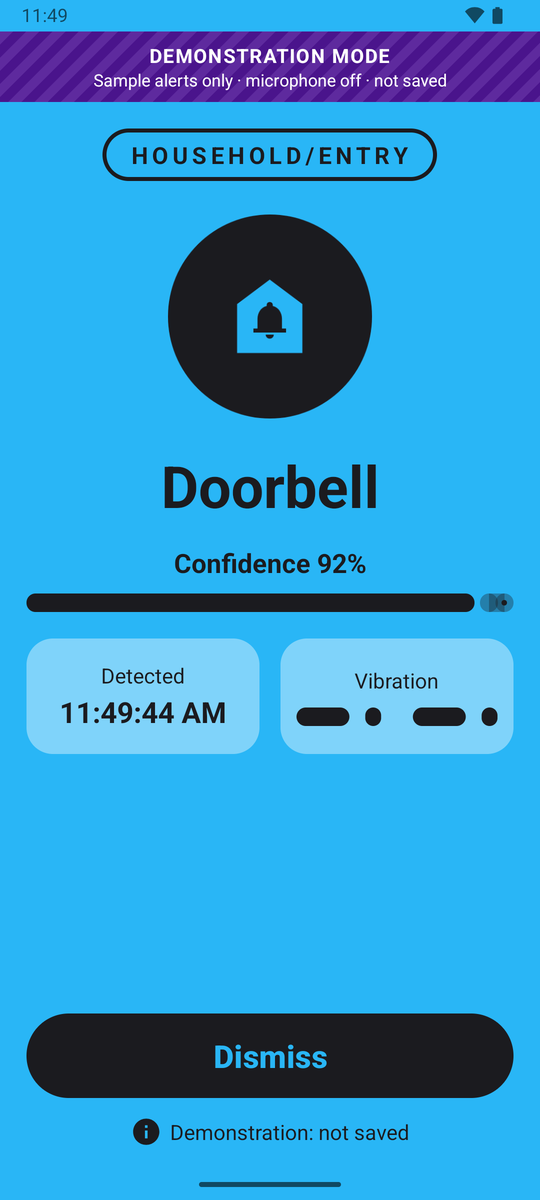 11:49
DEMONSTRATION MODE
Sample alerts only · microphone off · not saved
HOUSEHOLD/ENTRY
Doorbell
Confidence 92%
Detected
11:49:44 AM
Vibration
Dismiss
Demonstration: not saved